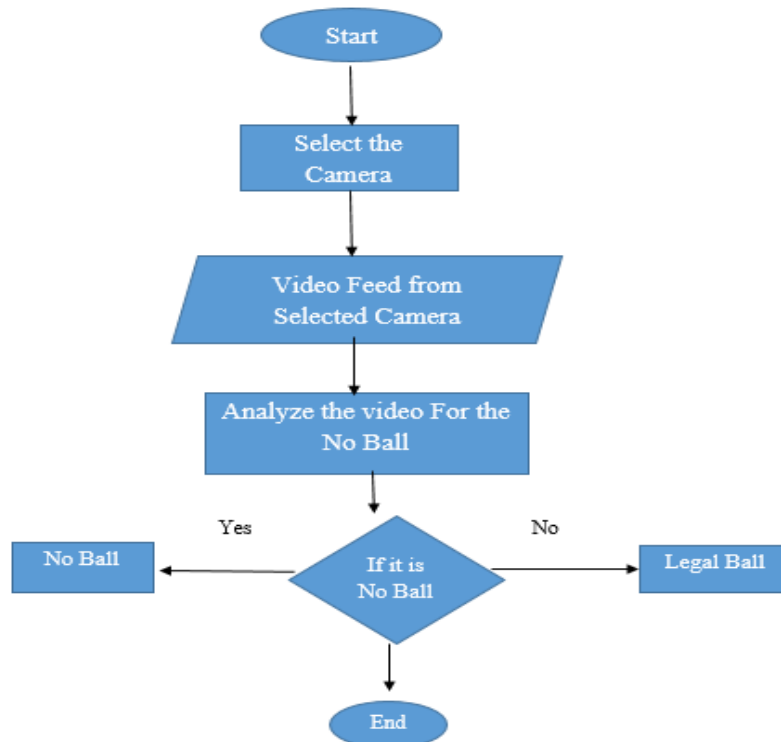 Start
Select the
Camera
Video Feed from
Selected Camera
Analyze the video For the
No Ball
Yes
No
No Ball
If it is
No Ball
Legal Ball
End